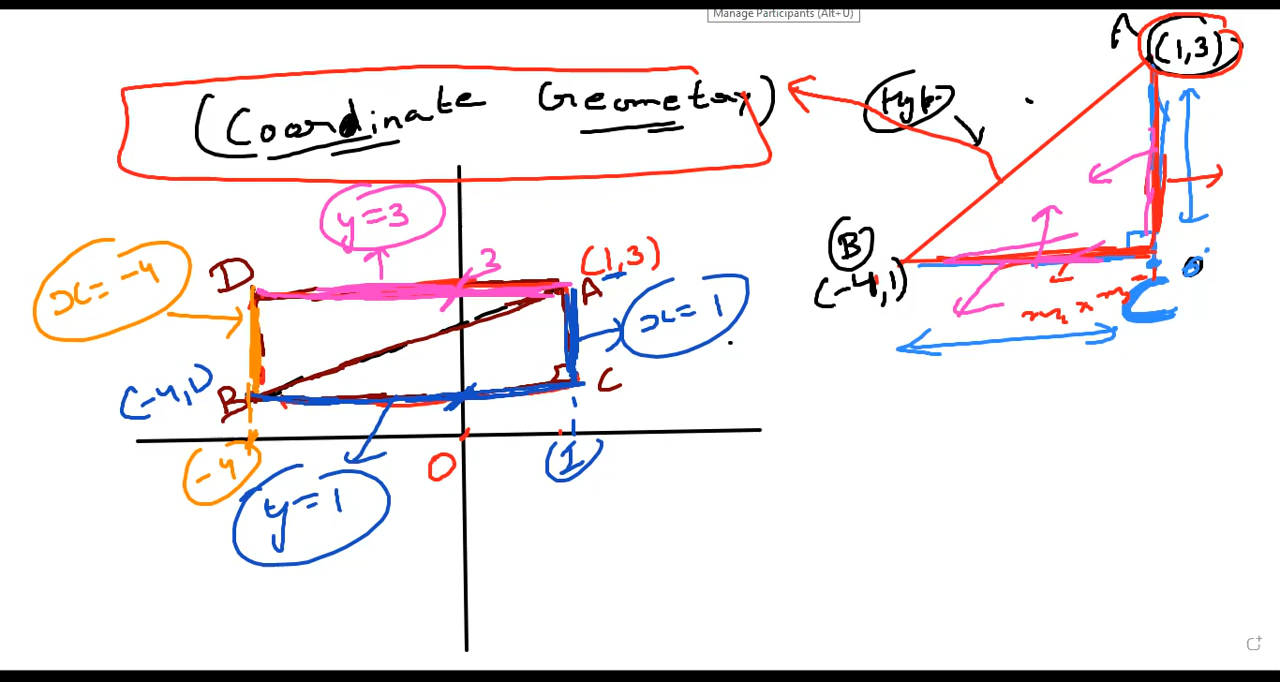 Manage Participants (Alt+U)
(Coordinate Geometry)
A
(1,3)
Hyp.
B
(-4,1)
C
y=3
x=-4
D
3
(1,3)
A
x=1
(-4,1)
B
C
-4
O
1
y=1